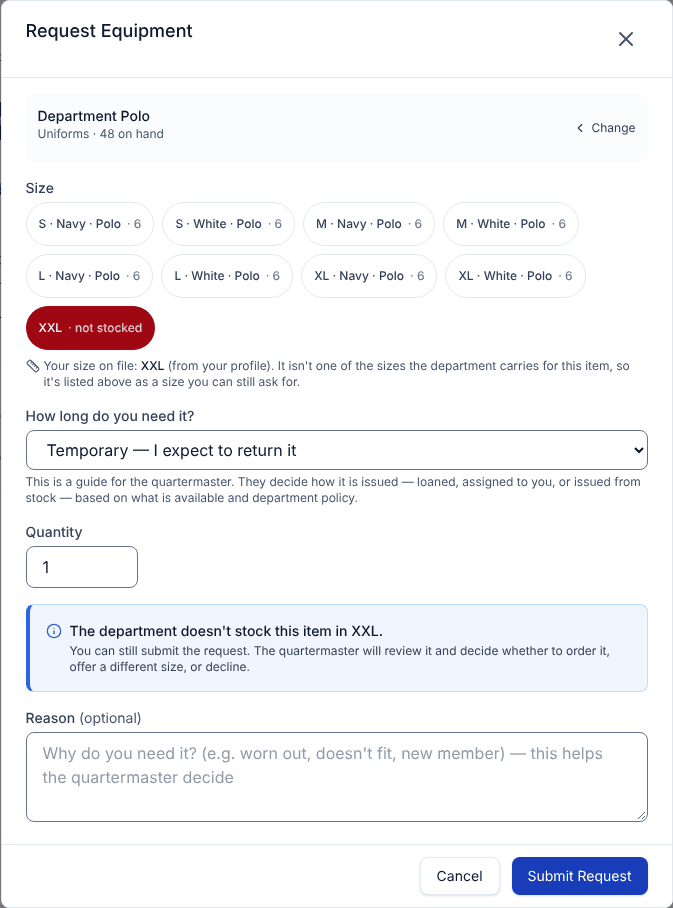 Request Equipment
Department Polo
Uniforms · 48 on hand
Change
Size
S · Navy · Polo · 6
S · White · Polo · 6
M · Navy · Polo · 6
M · White · Polo · 6
L · Navy · Polo · 6
L · White · Polo · 6
XL · Navy · Polo · 6
XL · White · Polo · 6
XXL · not stocked
Your size on file: XXL (from your profile). It isn't one of the sizes the department carries for this item, so
it's listed above as a size you can still ask for.
How long do you need it?
Temporary — I expect to return it
This is a guide for the quartermaster. They decide how it is issued — loaned, assigned to you, or issued from
stock — based on what is available and department policy.
Quantity
1
The department doesn't stock this item in XXL.
You can still submit the request. The quartermaster will review it and decide whether to order it,
offer a different size, or decline.
Reason (optional)
Why do you need it? (e.g. worn out, doesn't fit, new member) — this helps
the quartermaster decide
Cancel
Submit Request